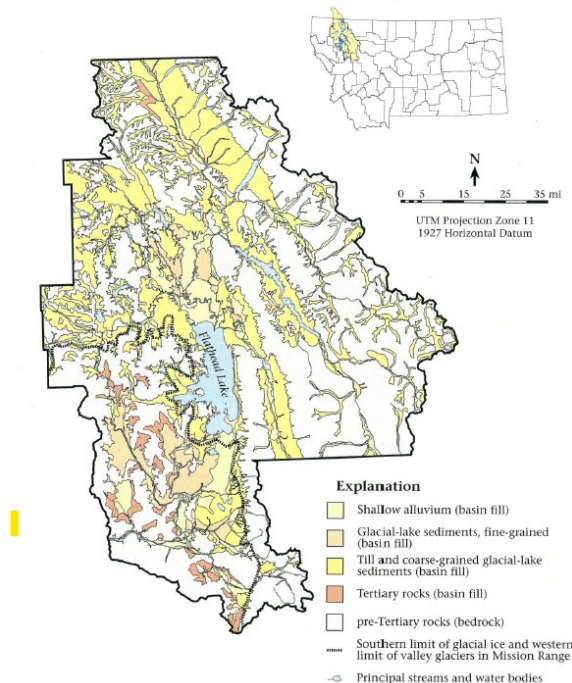 N
0 5 15 25 35 mi
UTM Projection Zone 11
1927 Horizontal Datum
Flathead Lake
Explanation
Shallow alluvium (basin fill)
Glacial-lake sediments, fine-grained
(basin fill)
Till and coarse-grained glacial-lake
sediments (basin fill)
Tertiary rocks (basin fill)
pre-Tertiary rocks (bedrock)
Southern limit of glacial ice and western
limit of valley glaciers in Mission Range
Principal streams and water bodies